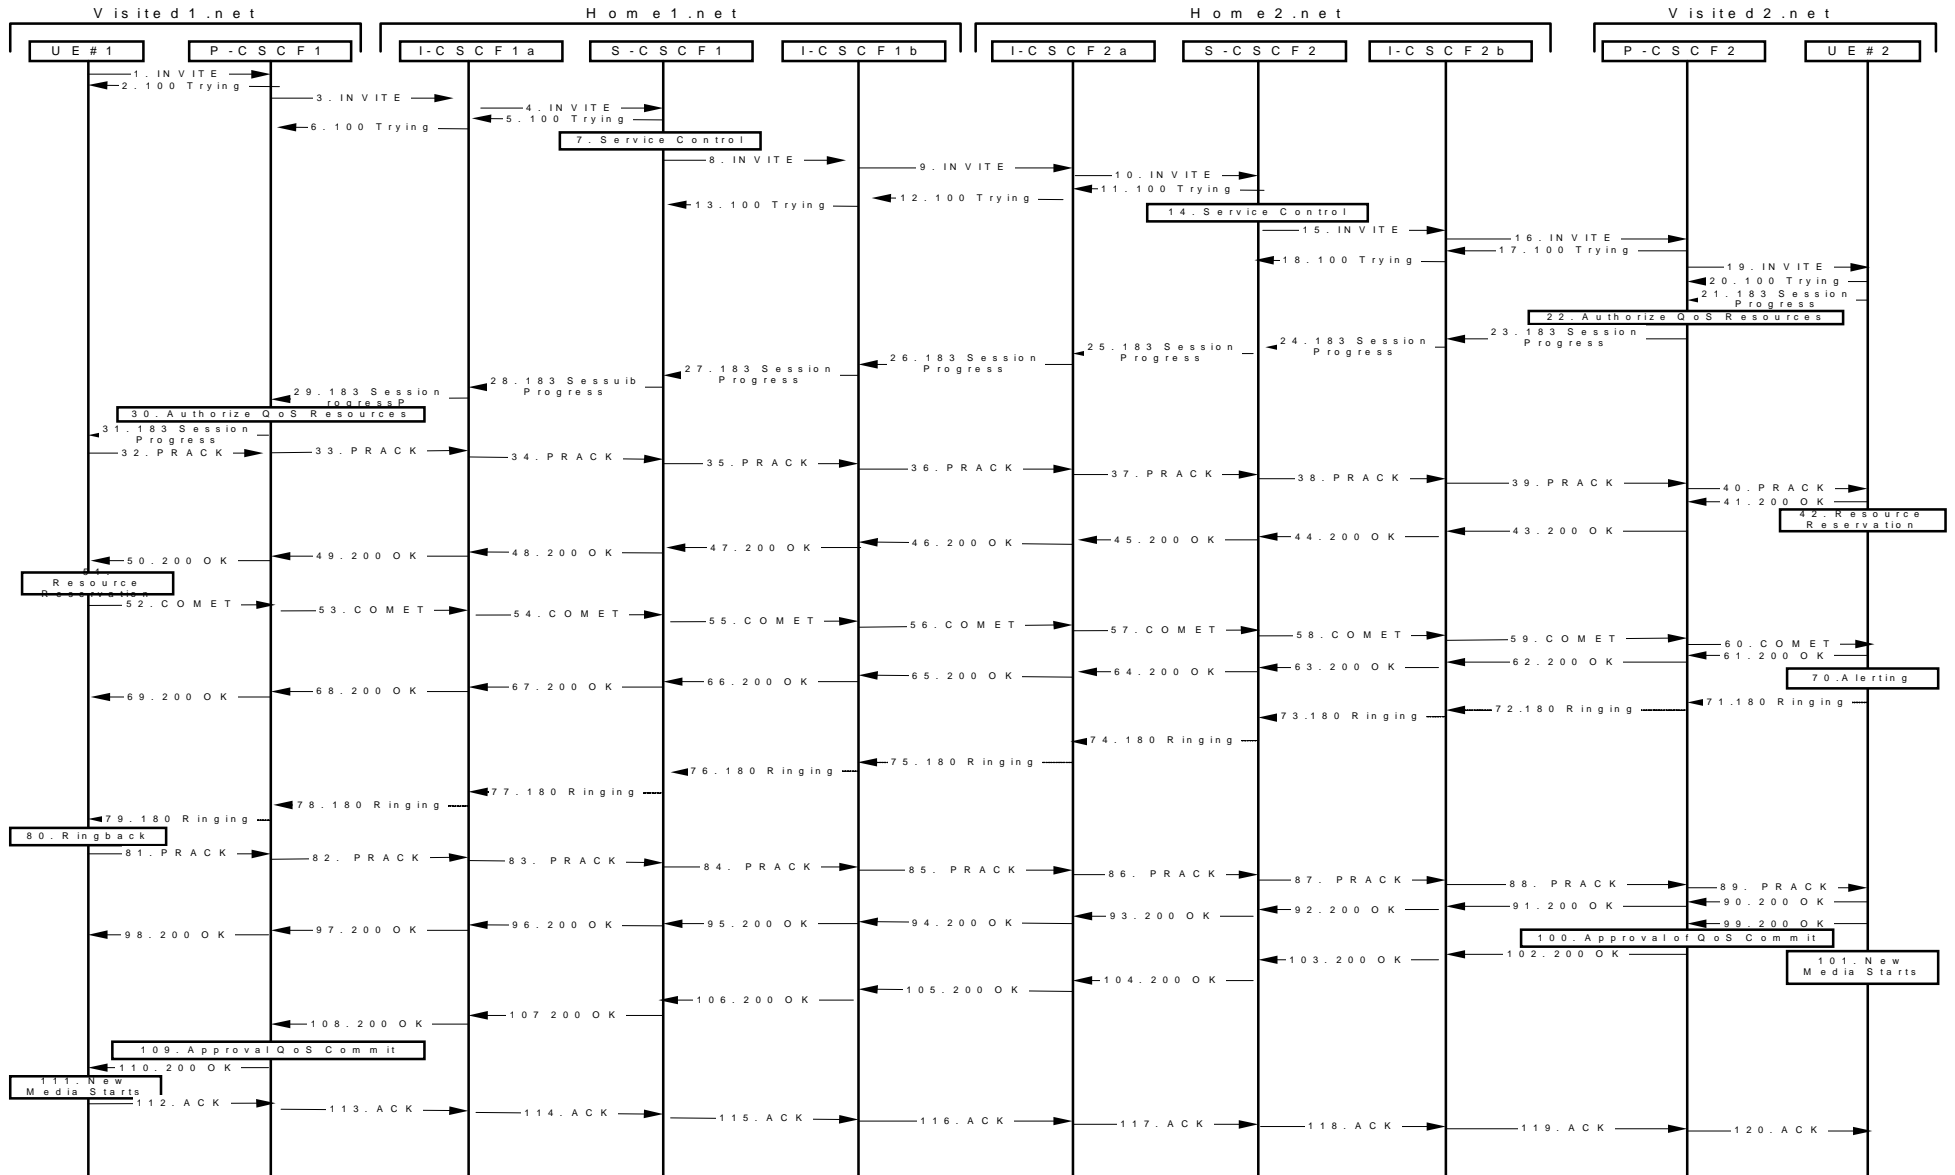 Visited1.net
Home1.net
Home2.net
Visited2.net
UE#1
P-CSCF1
I-CSCF1a
S-CSCF1
I-CSCF1b
I-CSCF2a
S-CSCF2
I-CSCF2b
P-CSCF2
UE#2
1. INVITE
2.100 Trying
3. INVITE
4. INVITE
5.100 Trying
6.100 Trying
7. Service Control
8. INVITE
9. INVITE
10. INVITE
11.100 Trying
12.100 Trying
13.100 Trying
14. Service Control
15. INVITE
16. INVITE
17.100 Trying
18.100 Trying
19. INVITE
20.100 Trying
21.183 Session
Progress
22. Authorize QoS Resources
23.183 Session
Progress
24.183 Session
Progress
25.183 Session
Progress
26.183 Session
Progress
27.183 Session
Progress
28.183 Sessuib
Progress
29.183 Session
rogressP
30. Authorize QoS Resources
31.183 Session
Progress
32. PRACK
33. PRACK
34. PRACK
35. PRACK
36. PRACK
37. PRACK
38. PRACK
39. PRACK
40. PRACK
41.200 OK
42. Resource
Reservation
43.200 OK
44.200 OK
45.200 OK
46.200 OK
47.200 OK
48.200 OK
49.200 OK
50.200 OK
51.
Resource
Reservation
52. COMET
53. COMET
54. COMET
55. COMET
56. COMET
57. COMET
58. COMET
59. COMET
60. COMET
61.200 OK
62.200 OK
63.200 OK
64.200 OK
65.200 OK
66.200 OK
67.200 OK
68.200 OK
69.200 OK
70. Alerting
71.180 Ringing
72.180 Ringing
73.180 Ringing
74.180 Ringing
75.180 Ringing
76.180 Ringing
77.180 Ringing
78.180 Ringing
79.180 Ringing
80. Ringback
81. PRACK
82. PRACK
83. PRACK
84. PRACK
85. PRACK
86. PRACK
87. PRACK
88. PRACK
89. PRACK
90.200 OK
91.200 OK
92.200 OK
93.200 OK
94.200 OK
95.200 OK
96.200 OK
97.200 OK
98.200 OK
99.200 OK
100. Approval of QoS Commit
101. New
Media Starts
102.200 OK
103.200 OK
104.200 OK
105.200 OK
106.200 OK
107 200 OK
108.200 OK
109. Approval QoS Commit
110.200 OK
111. New
Media Starts
112. ACK
113. ACK
114. ACK
115. ACK
116. ACK
117. ACK
118. ACK
119. ACK
120. ACK